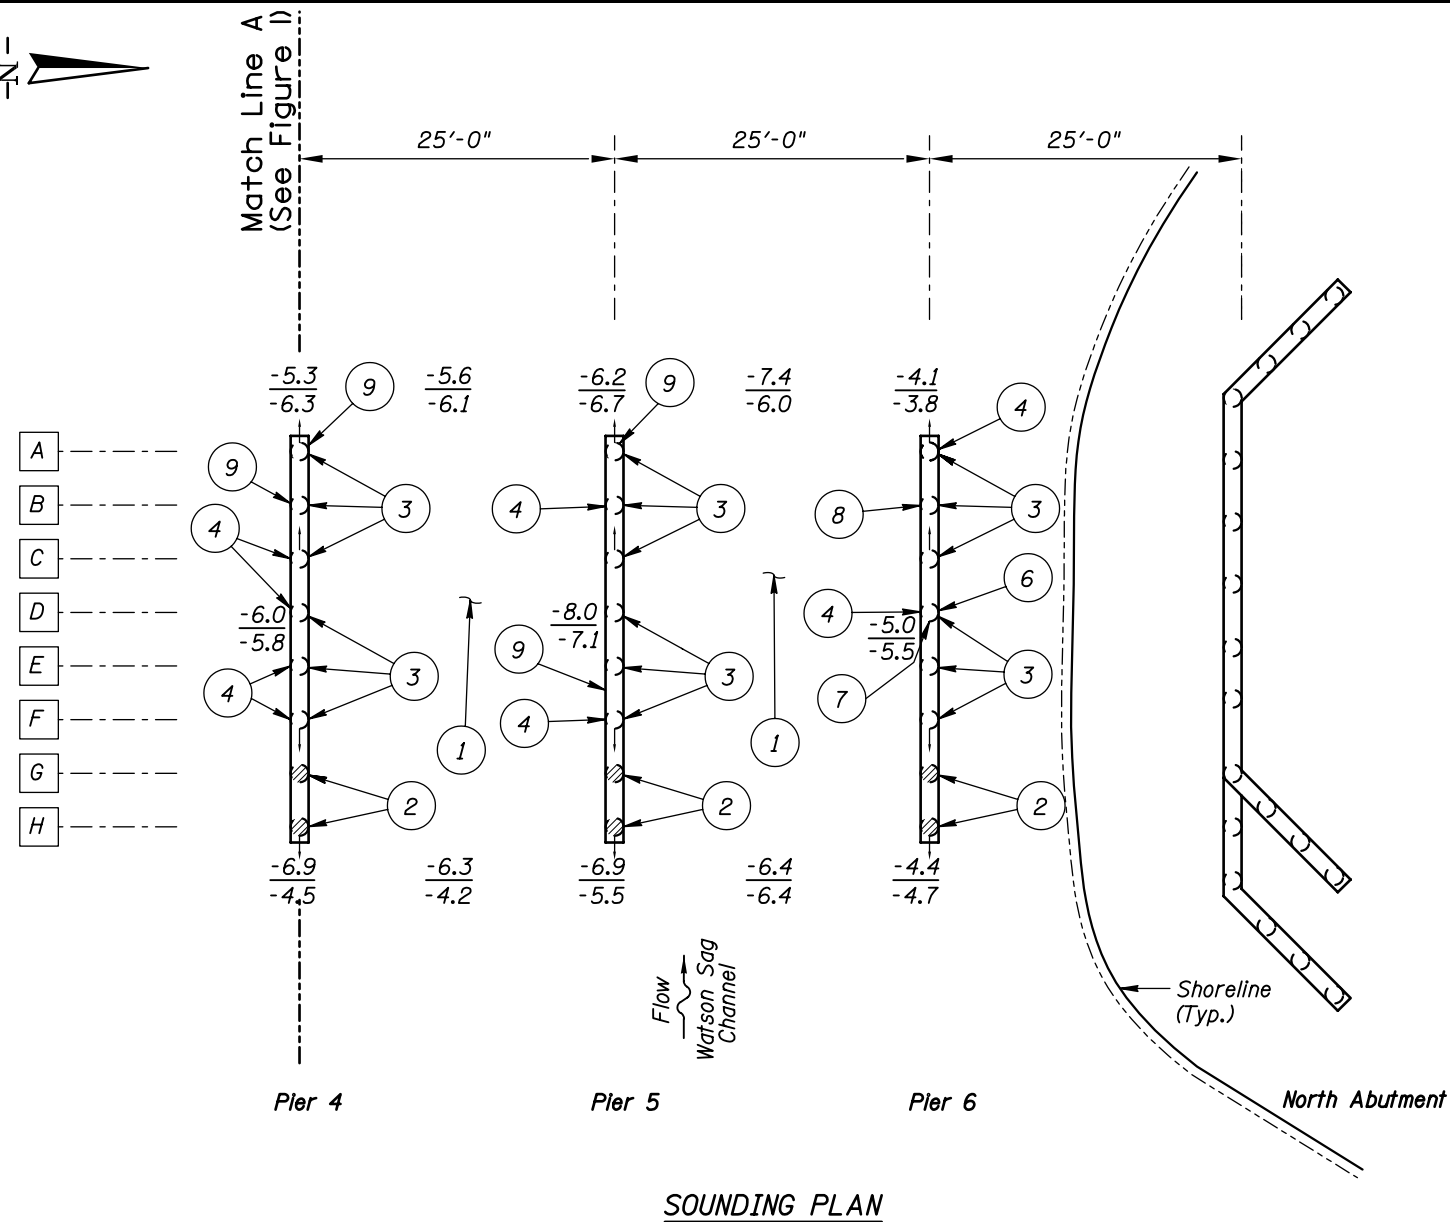 -N-
Match Line A
(See Figure 1)
25'-0"
25'-0"
25'-0"
-5.3
-6.3
9
-5.6
-6.1
-6.2
-6.7
9
-7.4
-6.0
-4.1
-3.8
4
A
9
B
3
4
3
8
3
4
C
6
D
-6.0
-5.8
-8.0
-7.1
4
-5.0
-5.5
E
9
3
3
3
4
7
F
4
1
1
G
2
2
2
H
-6.9
-4.5
-6.3
-4.2
-6.9
-5.5
-6.4
-6.4
-4.4
-4.7
Flow
Watson Sag
Channel
Shoreline
(Typ.)
Pier 4
Pier 5
Pier 6
North Abutment
SOUNDING PLAN